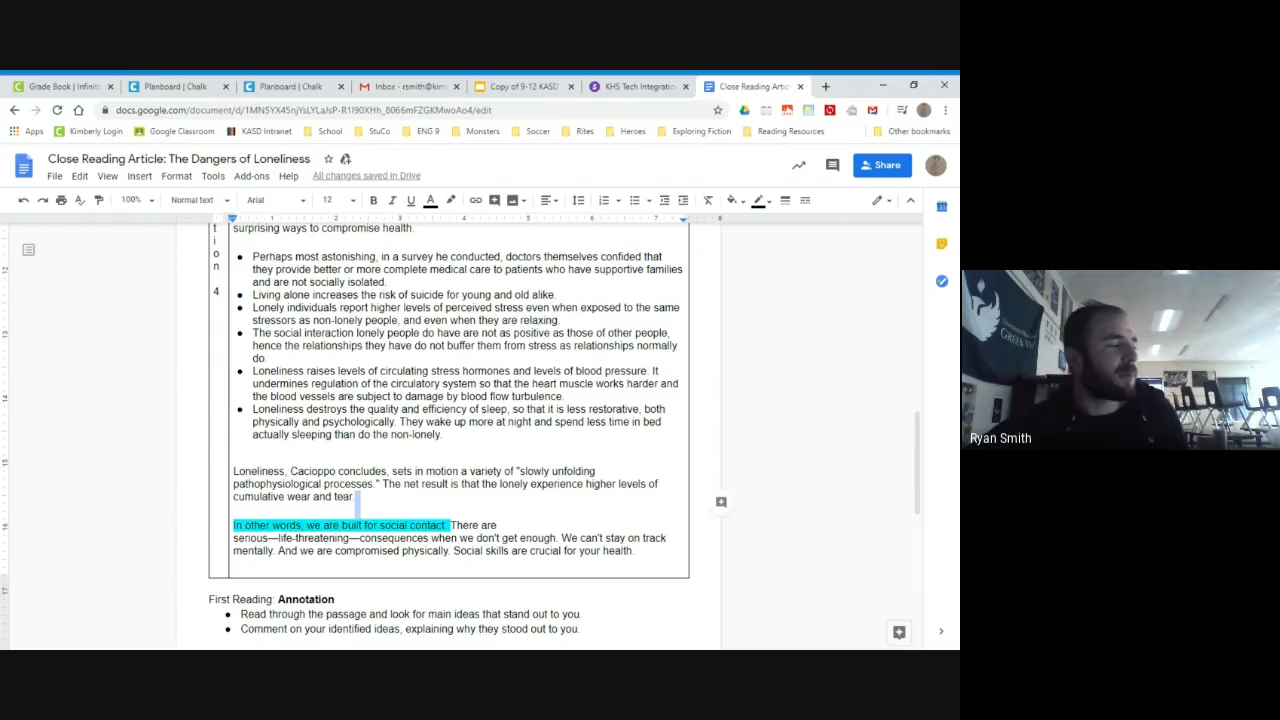 Grade Book | Infinite
Planboard | Chalk
Planboard | Chalk
Inbox - rsmith@kim
Copy of 9-12 KASD
KHS Tech Integratio
Close Reading Artic
docs.google.com/document/d/1MN5YX45njYsLYLaJsP-R1I90XHh_8066mFZGKMwoAo4/edit
Apps
Kimberly Login
Google Classroom
KASD Intranet
School
StuCo
ENG 9
Monsters
Soccer
Rites
Heroes
Exploring Fiction
Reading Resources
Other bookmarks
Close Reading Article: The Dangers of Loneliness
Share
File Edit View Insert Format Tools Add-ons Help All changes saved in Drive
100% Normal text Arial 12 B I U A
1 2 3 4 5 6 7 8
t
i
o
n
4
surprising ways to compromise health.
● Perhaps most astonishing, in a survey he conducted, doctors themselves confided that
they provide better or more complete medical care to patients who have supportive families
and are not socially isolated.
● Living alone increases the risk of suicide for young and old alike.
● Lonely individuals report higher levels of perceived stress even when exposed to the same
stressors as non-lonely people, and even when they are relaxing.
● The social interaction lonely people do have are not as positive as those of other people,
hence the relationships they have do not buffer them from stress as relationships normally
do.
● Loneliness raises levels of circulating stress hormones and levels of blood pressure. It
undermines regulation of the circulatory system so that the heart muscle works harder and
the blood vessels are subject to damage by blood flow turbulence.
● Loneliness destroys the quality and efficiency of sleep, so that it is less restorative, both
physically and psychologically. They wake up more at night and spend less time in bed
actually sleeping than do the non-lonely.
Loneliness, Cacioppo concludes, sets in motion a variety of "slowly unfolding
pathophysiological processes." The net result is that the lonely experience higher levels of
cumulative wear and tear.
In other words, we are built for social contact. There are
serious—life-threatening—consequences when we don't get enough. We can't stay on track
mentally. And we are compromised physically. Social skills are crucial for your health.
First Reading: Annotation
● Read through the passage and look for main ideas that stand out to you.
● Comment on your identified ideas, explaining why they stood out to you.
Ryan Smith